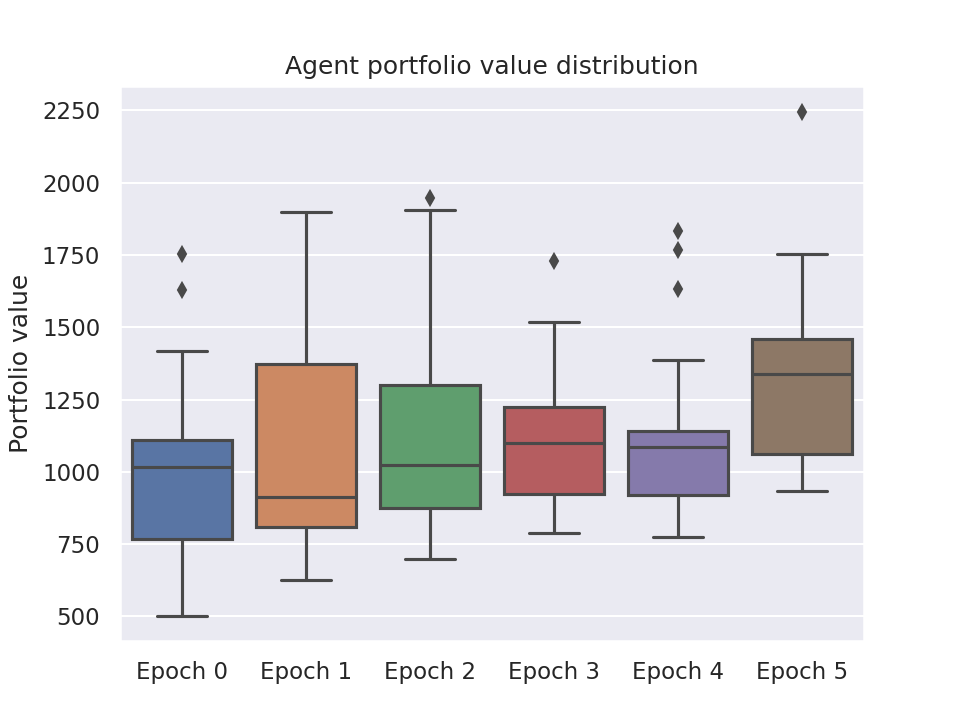 Agent portfolio value distribution
Portfolio value
2250
2000
1750
1500
1250
1000
750
500
Epoch 0
Epoch 1
Epoch 2
Epoch 3
Epoch 4
Epoch 5